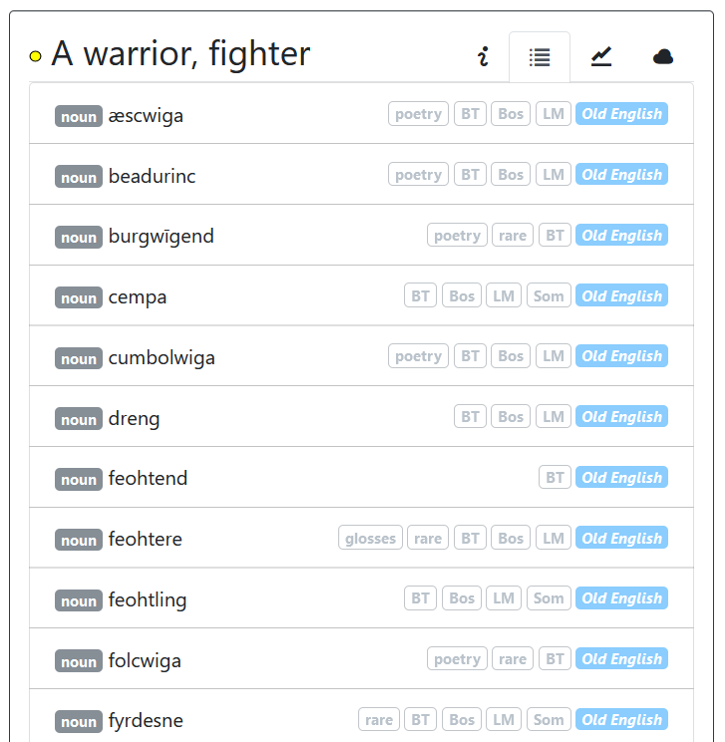 A warrior, fighter
noun æscwiga poetry BT Bos LM Old English
noun beadurinc poetry BT Bos LM Old English
noun burgwīgend poetry rare BT Old English
noun cempa BT Bos LM Som Old English
noun cumbolwiga poetry BT Bos LM Old English
noun dreng BT Bos LM Old English
noun feohtend BT Old English
noun feohtere glosses rare BT Bos LM Old English
noun feohtling BT Bos LM Som Old English
noun folcwiga poetry rare BT Old English
noun fyrdesne rare BT Bos LM Som Old English